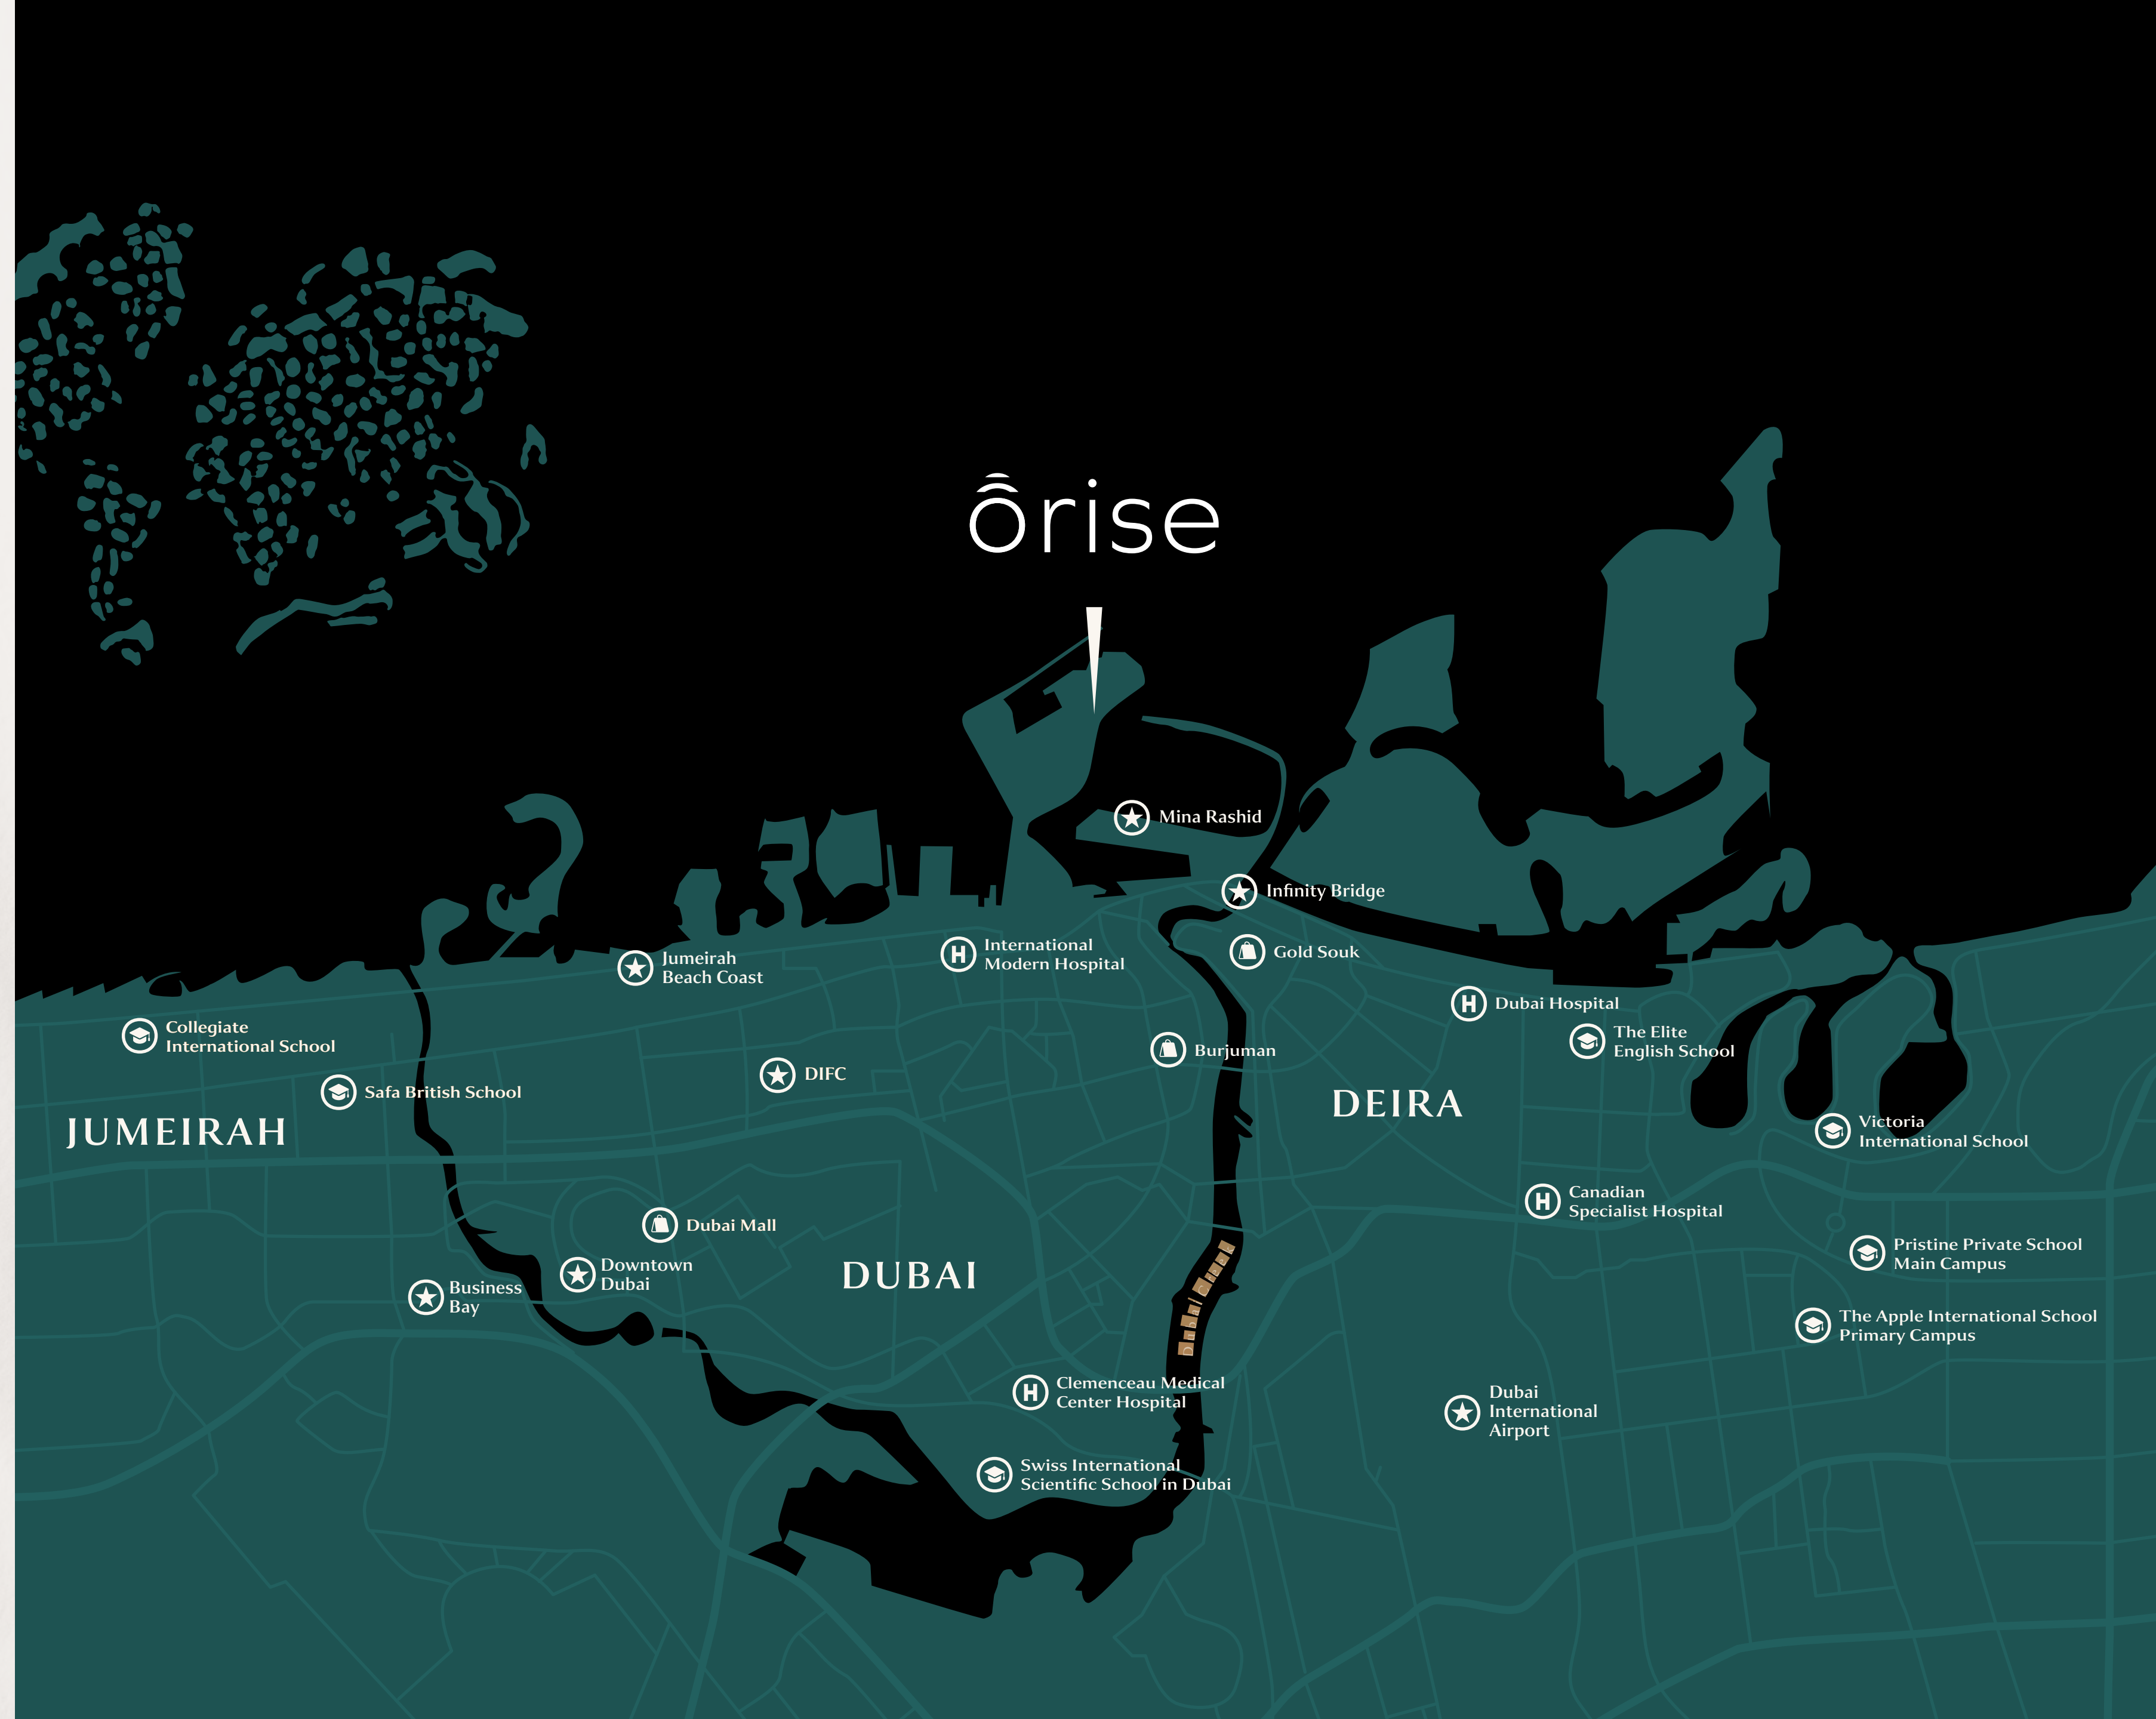 ôrise
Mina Rashid
Infinity Bridge
International
Modern Hospital
Gold Souk
Jumeirah
Beach Coast
Dubai Hospital
Collegiate
International School
The Elite
English School
Burjuman
DIFC
Safa British School
DEIRA
JUMEIRAH
Victoria
International School
Canadian
Specialist Hospital
Dubai Mall
Pristine Private School
Main Campus
Downtown
Dubai
DUBAI
Business
Bay
Dubai Creek
The Apple International School
Primary Campus
Clemenceau Medical
Center Hospital
Dubai
International
Airport
Swiss International
Scientific School in Dubai